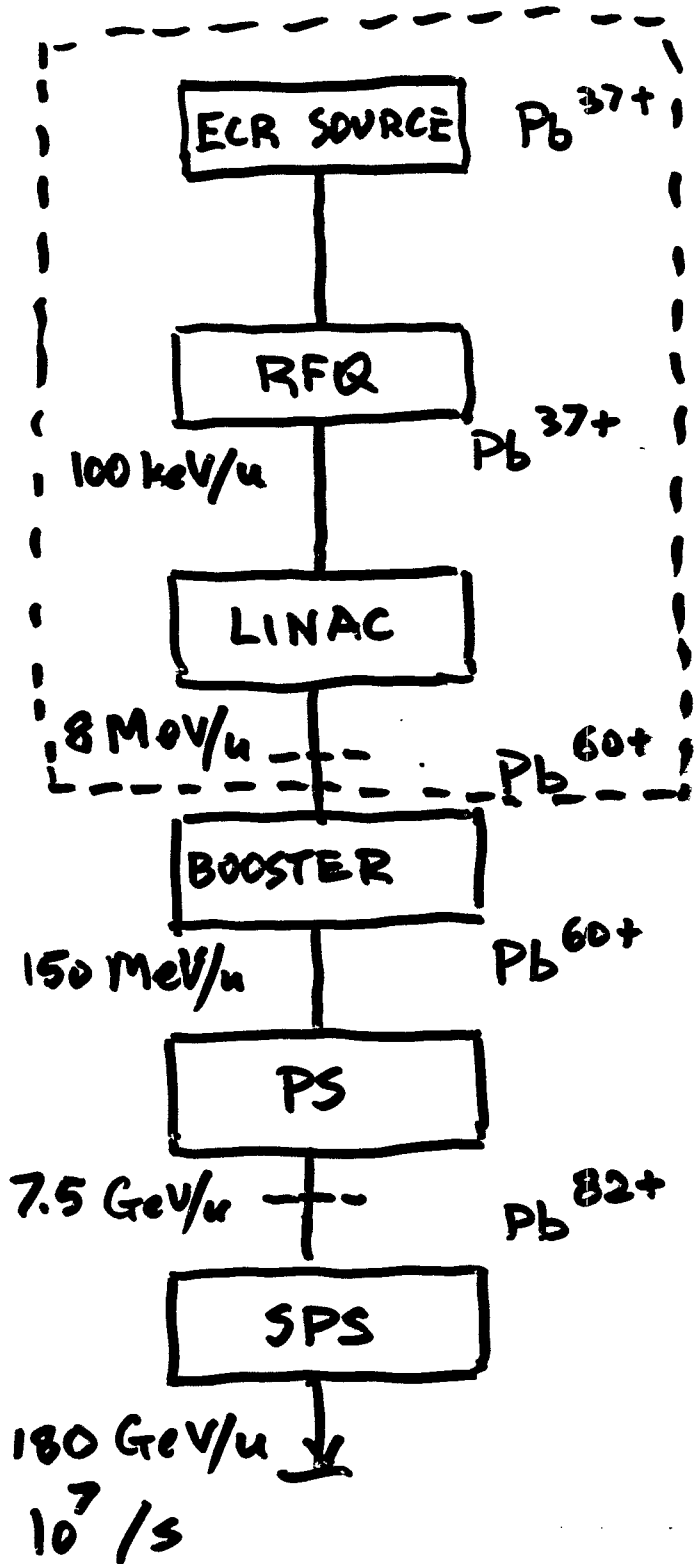 ECR SOURCE Pb³⁷⁺
RFQ
100 keV/u Pb³⁷⁺
LINAC
8 MeV/u Pb⁶⁰⁺
BOOSTER
150 MeV/u Pb⁶⁰⁺
PS
7.5 GeV/u Pb⁸²⁺
SPS
180 GeV/u
10⁷ /s